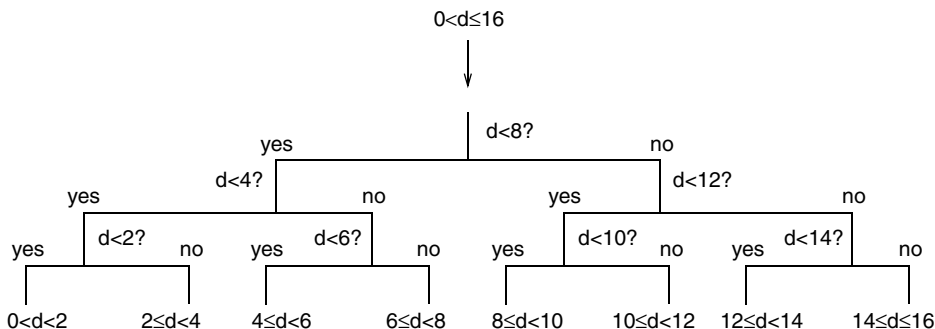 0<d≤16
d<8?
yes no
d<4? d<12?
yes no yes no
d<2? d<6? d<10? d<14?
yes no yes no yes no yes no
0<d<2 2≤d<4 4≤d<6 6≤d<8 8≤d<10 10≤d<12 12≤d<14 14≤d≤16